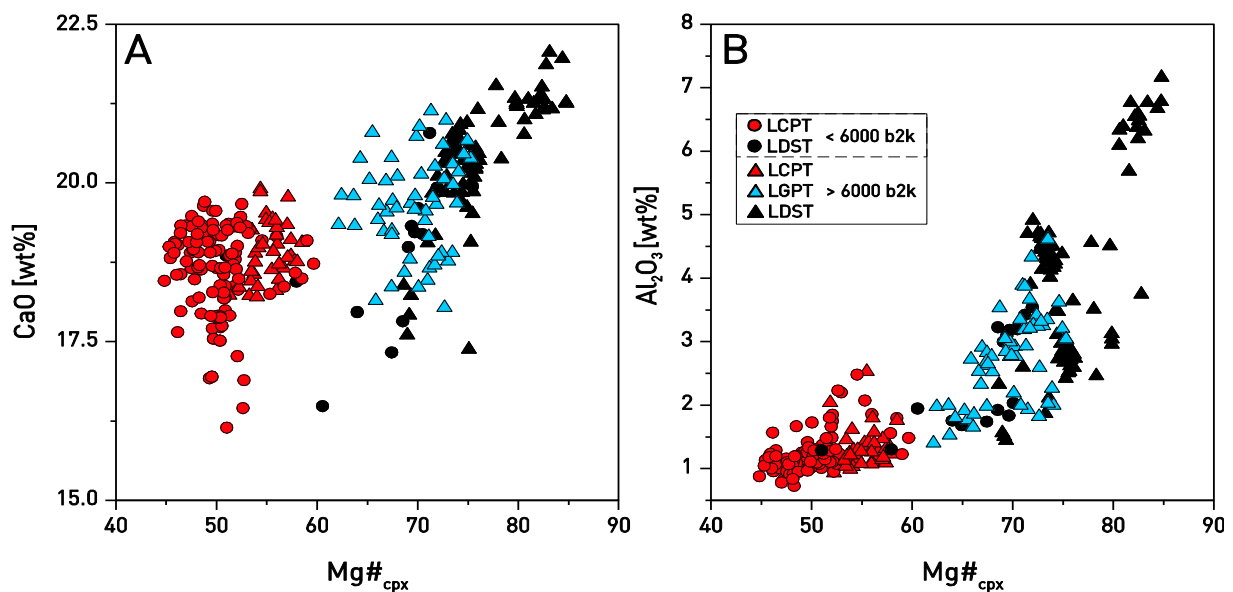 A
CaO [wt%]
22.5
20.0
17.5
15.0
40 50 60 70 80 90
Mg#cpx
B
Al2O3 [wt%]
8
7
6
5
4
3
2
1
LCPT
LDST
< 6000 b2k
LCPT
LGPT
LDST
> 6000 b2k
40 50 60 70 80 90
Mg#cpx